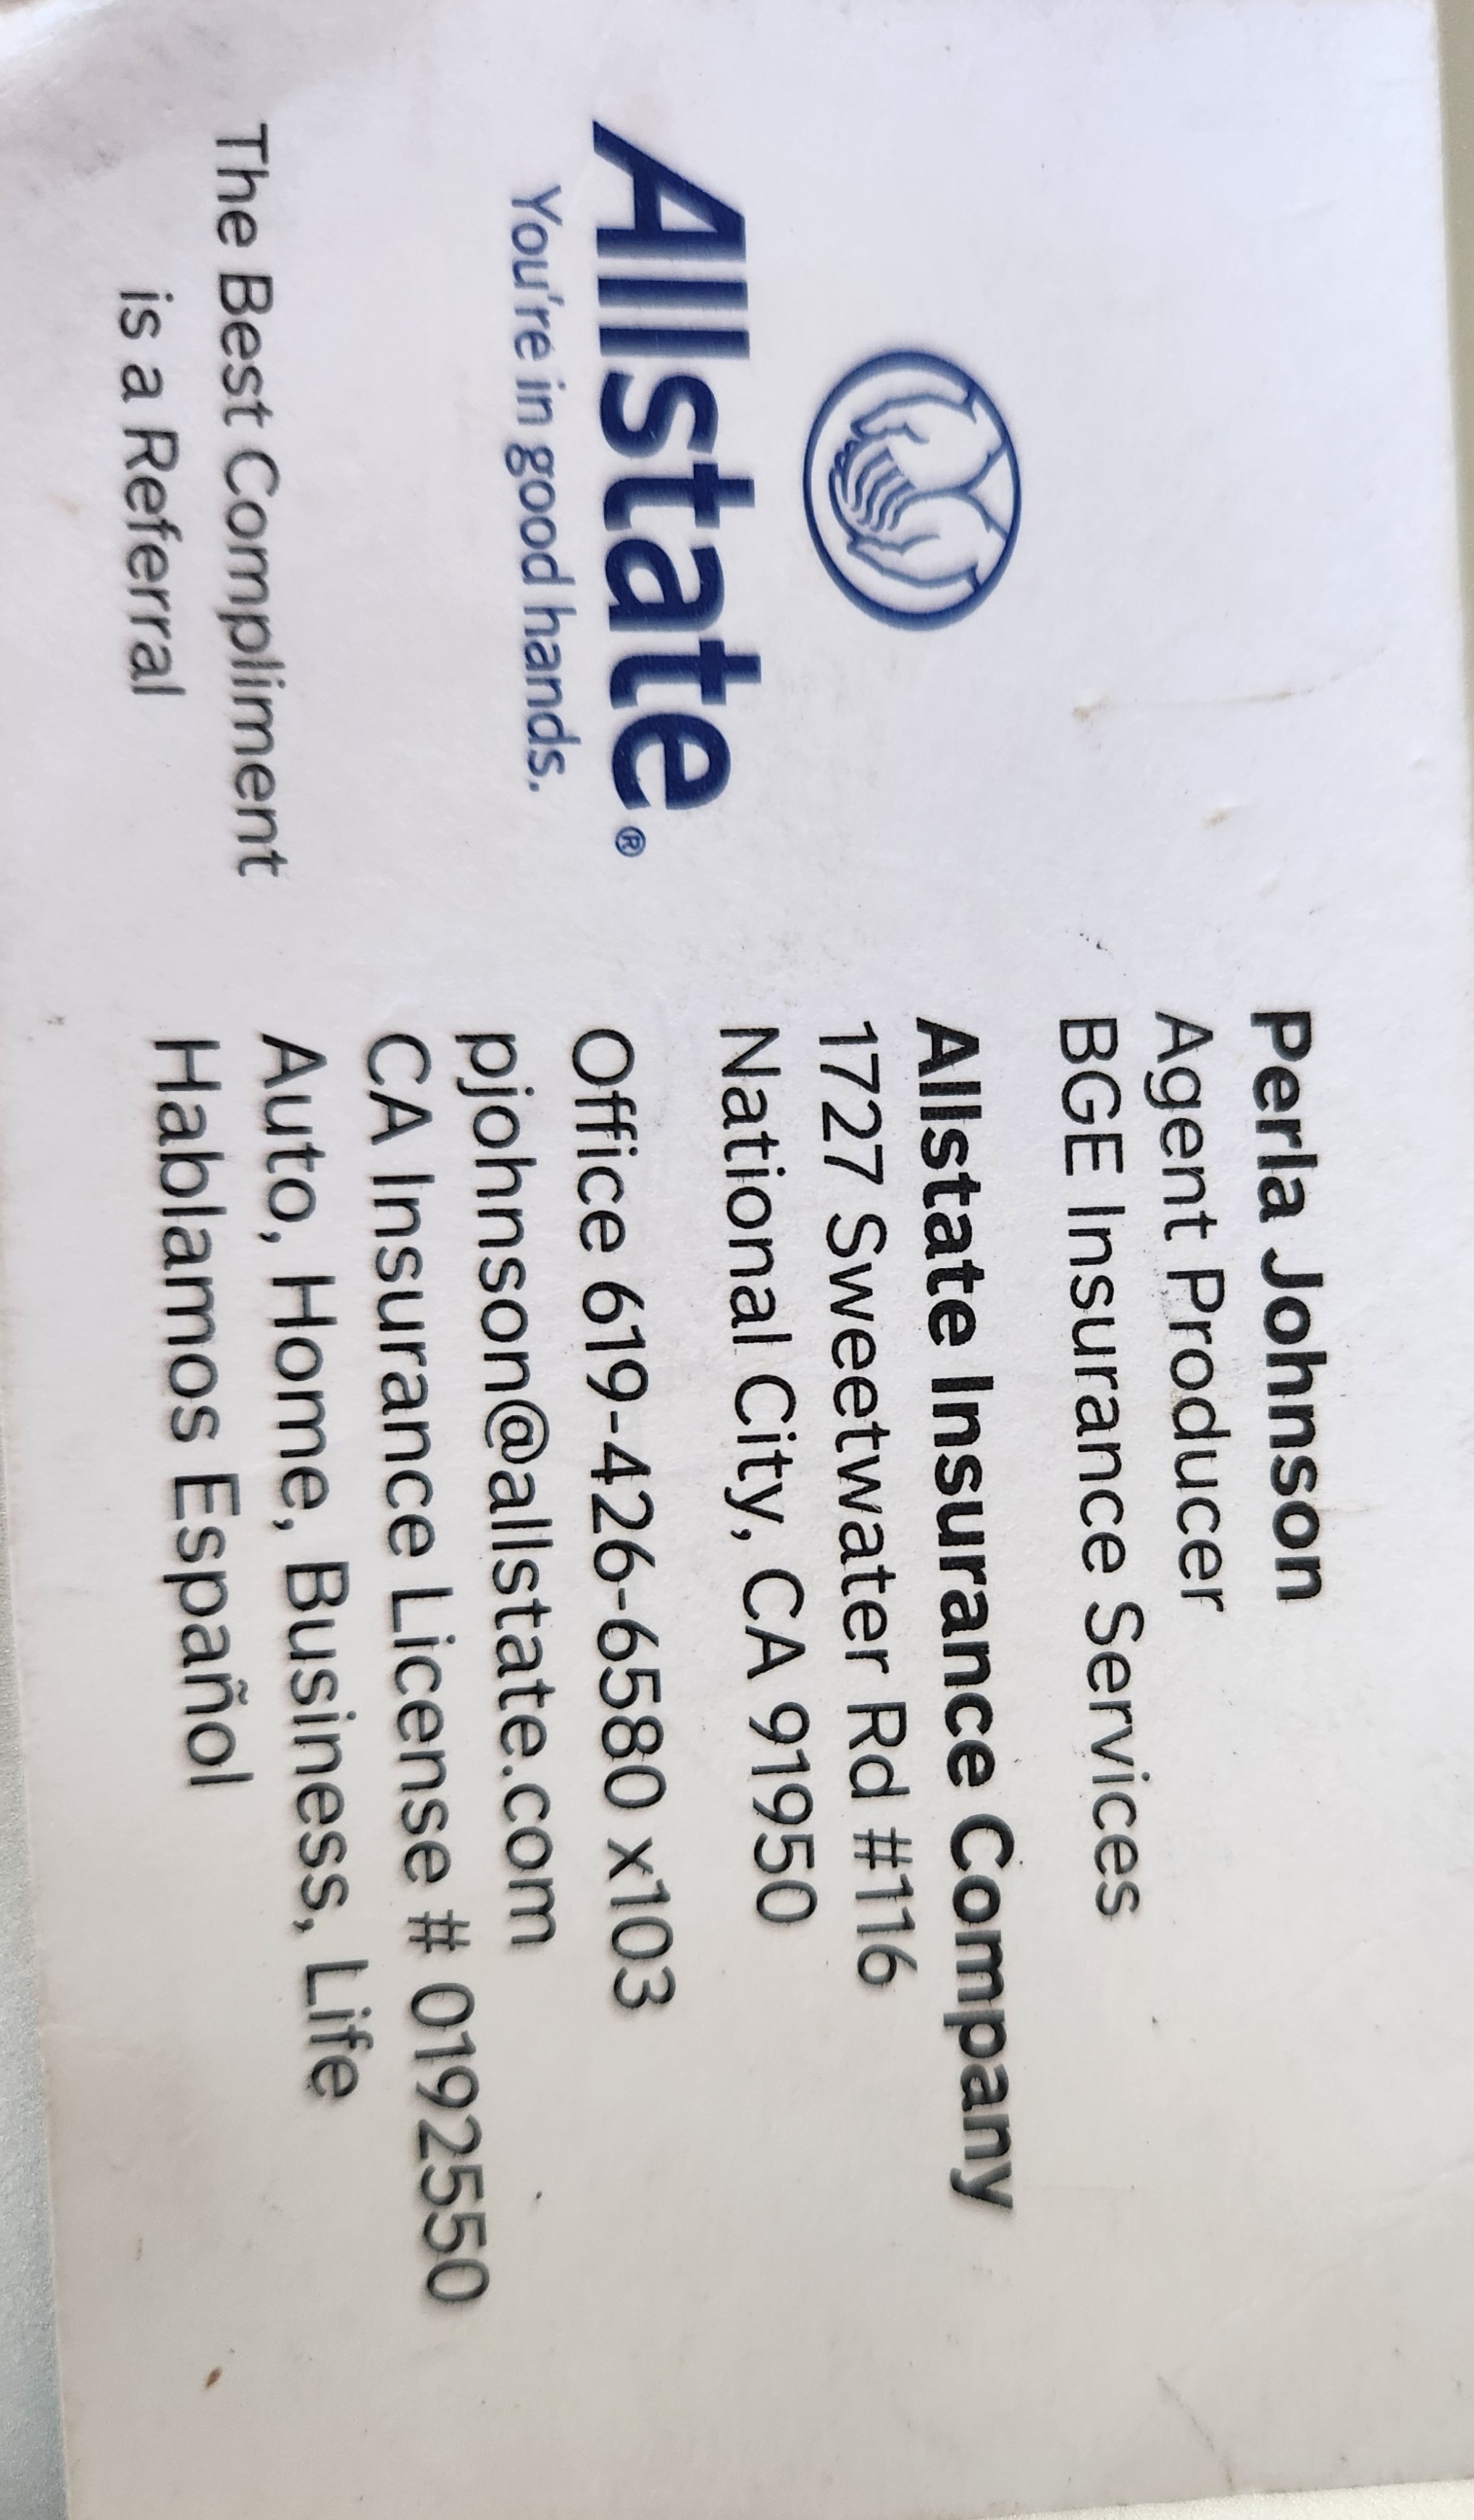 Allstate®
You're in good hands.
The Best Compliment
is a Referral
Perla Johnson
Agent Producer
BGE Insurance Services
Allstate Insurance Company
1727 Sweetwater Rd #116
National City, CA 91950
Office 619-426-6580 x103
pjohnson@allstate.com
CA Insurance License # 0192550
Auto, Home, Business, Life
Hablamos Español